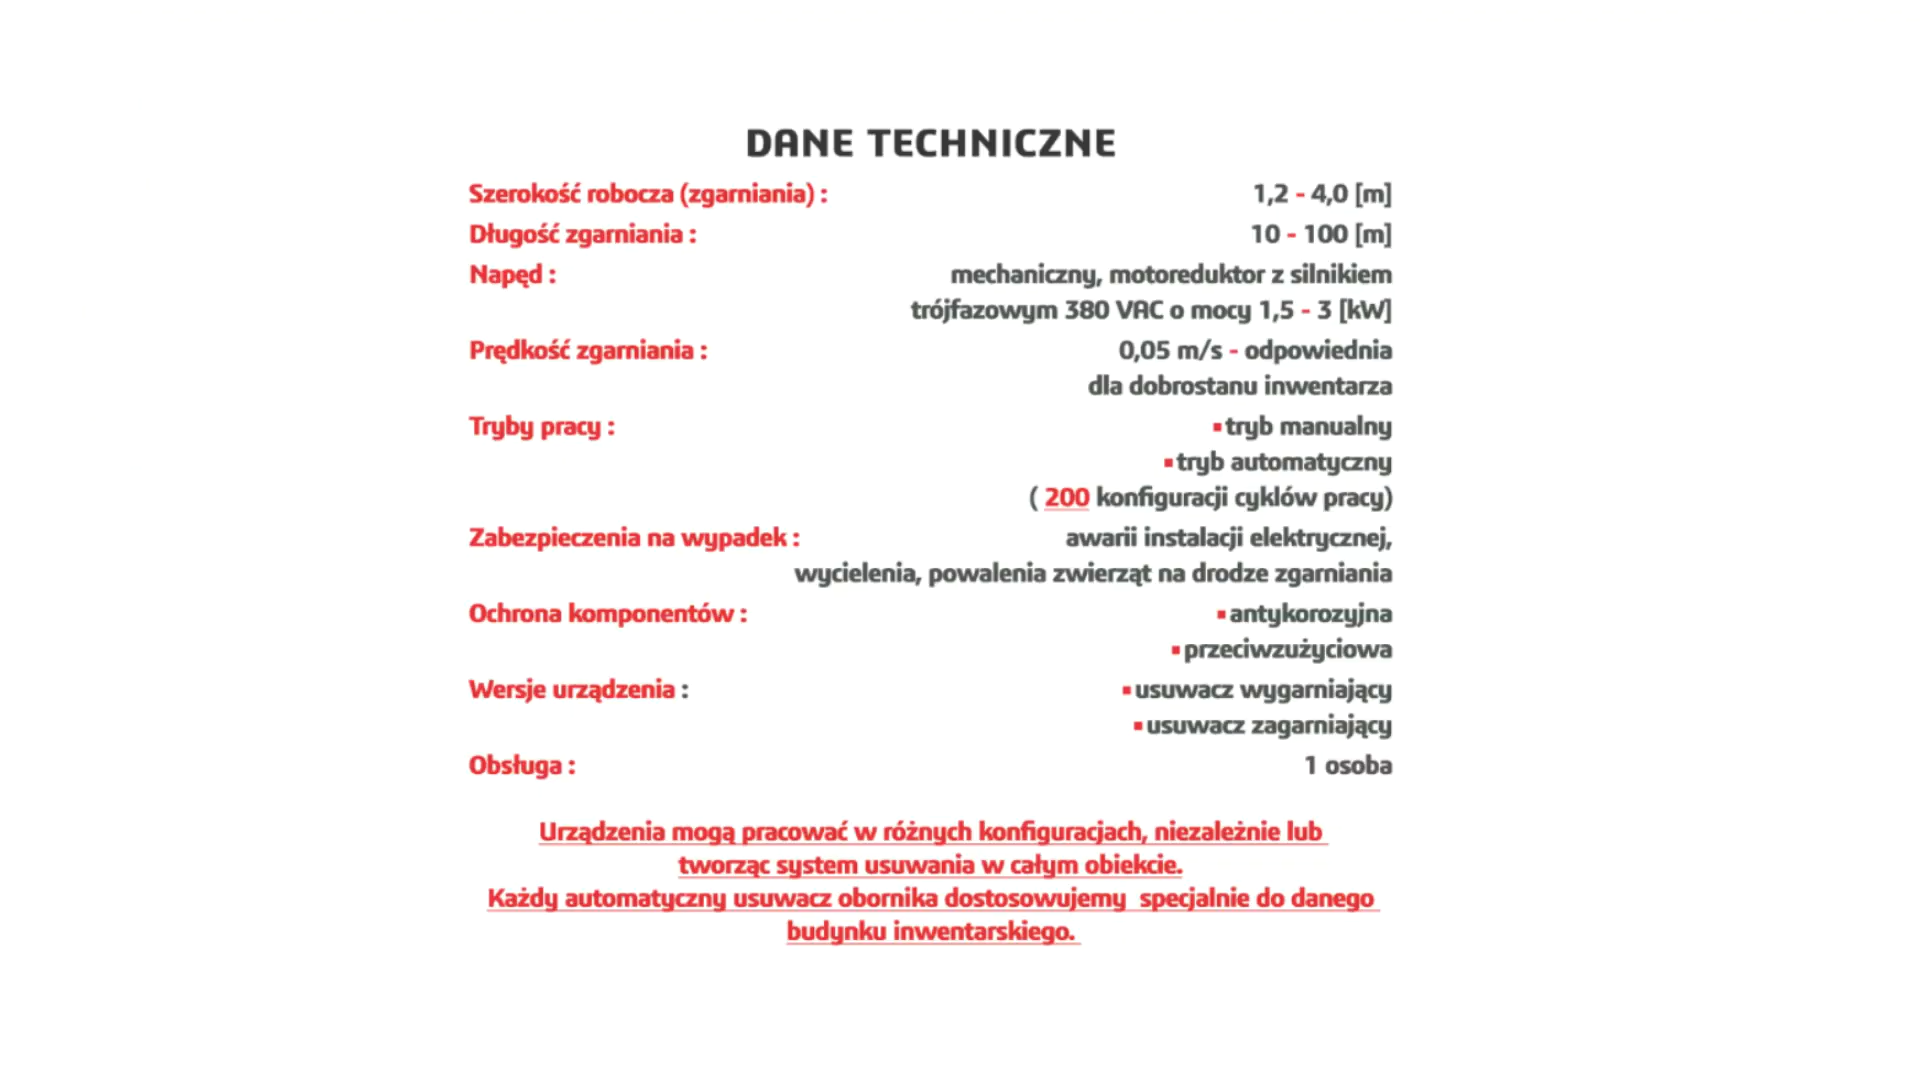 DANE TECHNICZNE
Szerokość robocza (zgarniania) : 1,2 - 4,0 [m]
Długość zgarniania : 10 - 100 [m]
Napęd : mechaniczny, motoreduktor z silnikiem
trójfazowym 380 VAC o mocy 1,5 - 3 [kW]
Prędkość zgarniania : 0,05 m/s - odpowiednia
dla dobrostanu inwentarza
Tryby pracy : ▪tryb manualny
▪tryb automatyczny
( 200 konfiguracji cyklów pracy)
Zabezpieczenia na wypadek : awarii instalacji elektrycznej,
wycielenia, powalenia zwierząt na drodze zgarniania
Ochrona komponentów : ▪antykorozyjna
▪przeciwzużyciowa
Wersje urządzenia : ▪usuwacz wygarniający
▪usuwacz zagarniający
Obsługa : 1 osoba
Urządzenia mogą pracować w różnych konfiguracjach, niezależnie lub
tworząc system usuwania w całym obiekcie.
Każdy automatyczny usuwacz obornika dostosowujemy specjalnie do danego
budynku inwentarskiego.